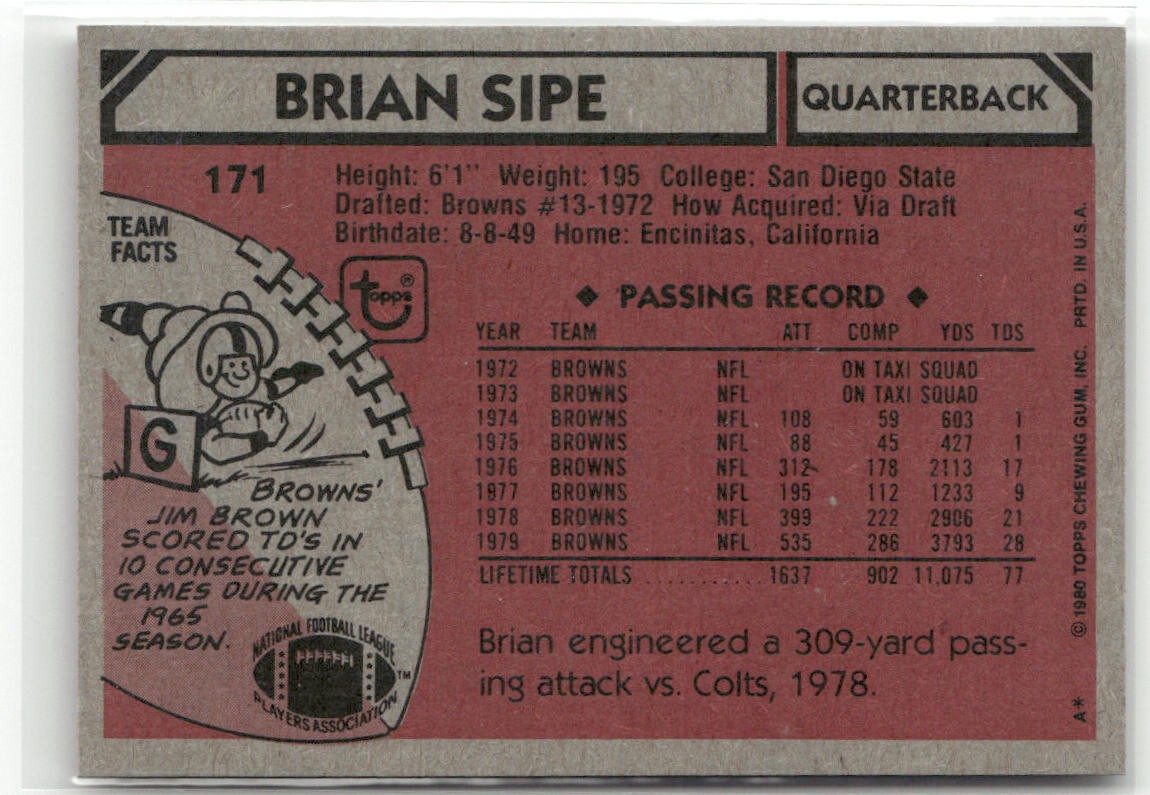 BRIAN SIPE
QUARTERBACK
171
Height: 6'1" Weight: 195 College: San Diego State
Drafted: Browns #13-1972 How Acquired: Via Draft
Birthdate: 8-8-49 Home: Encinitas, California
TEAM
FACTS
topps®
G
BROWNS'
JIM BROWN
SCORED TD'S IN
10 CONSECUTIVE
GAMES DURING THE
1965
SEASON.
NATIONAL FOOTBALL LEAGUE
PLAYERS ASSOCIATION
TM
◆ PASSING RECORD ◆
YEAR TEAM ATT COMP YDS TDS
1972 BROWNS NFL ON TAXI SQUAD
1973 BROWNS NFL ON TAXI SQUAD
1974 BROWNS NFL 108 59 603 1
1975 BROWNS NFL 88 45 427 1
1976 BROWNS NFL 312 178 2113 17
1977 BROWNS NFL 195 112 1233 9
1978 BROWNS NFL 399 222 2906 21
1979 BROWNS NFL 535 286 3793 28
LIFETIME TOTALS ............ 1637 902 11,075 77
Brian engineered a 309-yard pass-
ing attack vs. Colts, 1978.
A* © 1980 TOPPS CHEWING GUM, INC. PRTD. IN U.S.A.